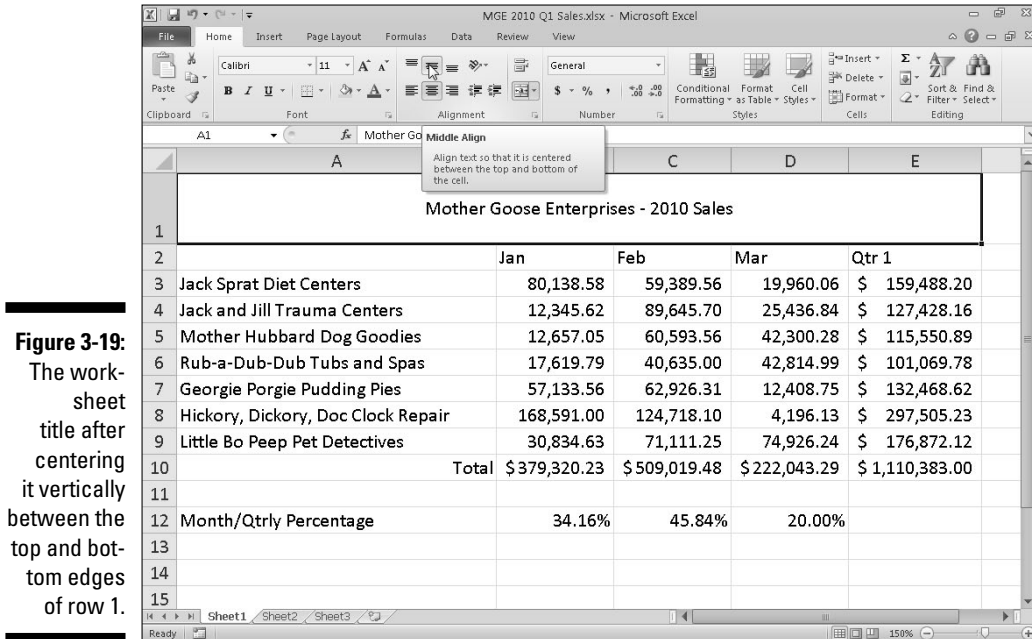 MGE 2010 Q1 Sales.xlsx - Microsoft Excel
File Home Insert Page Layout Formulas Data Review View
Calibri 11 A A General Insert Σ
Paste Conditional Format Cell Delete Sort & Find &
B I U A $ % , .0 .00 .00 .0 Formatting as Table Styles Format Filter Select
Clipboard Font Alignment Number Styles Cells Editing
A1 fx Mother Go
Middle Align
Align text so that it is centered
between the top and bottom of
the cell.
A C D E
1 Mother Goose Enterprises - 2010 Sales
2 Jan Feb Mar Qtr 1
3 Jack Sprat Diet Centers 80,138.58 59,389.56 19,960.06 $ 159,488.20
4 Jack and Jill Trauma Centers 12,345.62 89,645.70 25,436.84 $ 127,428.16
5 Mother Hubbard Dog Goodies 12,657.05 60,593.56 42,300.28 $ 115,550.89
6 Rub-a-Dub-Dub Tubs and Spas 17,619.79 40,635.00 42,814.99 $ 101,069.78
7 Georgie Porgie Pudding Pies 57,133.56 62,926.31 12,408.75 $ 132,468.62
8 Hickory, Dickory, Doc Clock Repair 168,591.00 124,718.10 4,196.13 $ 297,505.23
9 Little Bo Peep Pet Detectives 30,834.63 71,111.25 74,926.24 $ 176,872.12
10 Total $379,320.23 $509,019.48 $222,043.29 $ 1,110,383.00
11
12 Month/Qtrly Percentage 34.16% 45.84% 20.00%
13
14
15
Sheet1 Sheet2 Sheet3
Ready 150%
Figure 3-19:
The work-
sheet
title after
centering
it vertically
between the
top and bot-
tom edges
of row 1.